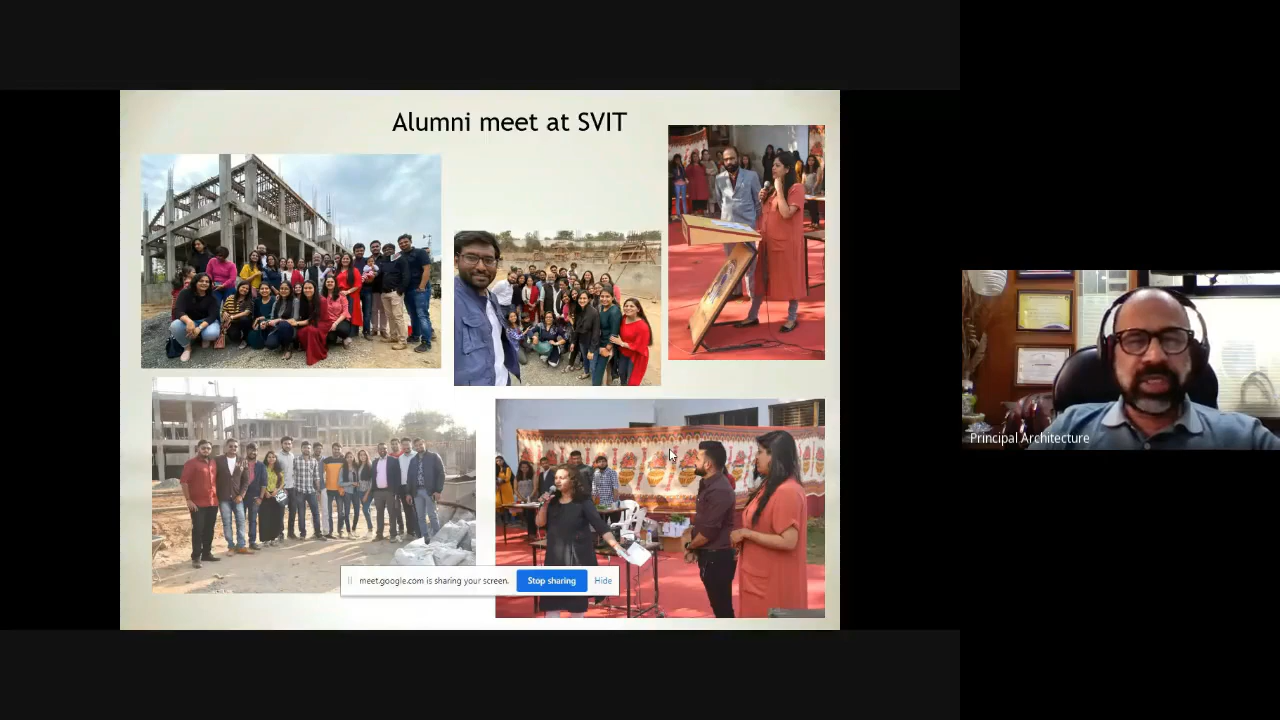 Alumni meet at SVIT
meet.google.com is sharing your screen.
Stop sharing
Hide
Principal Architecture